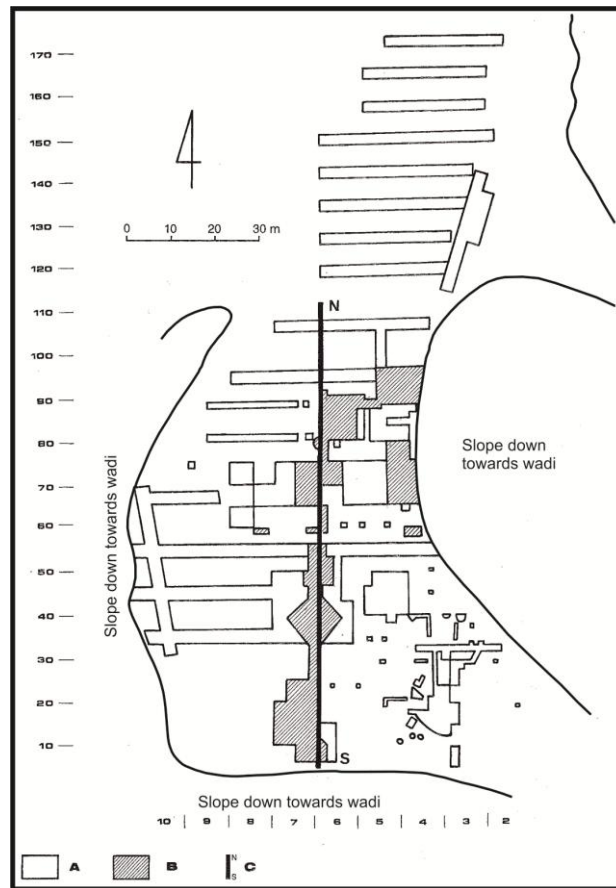 170
160
150
140
130
120
110
100
90
80
70
60
50
40
30
20
10
0 10 20 30 m
N
S
Slope down
towards wadi
Slope down towards wadi
Slope down towards wadi
10 9 8 7 6 5 4 3 2
A B N S C